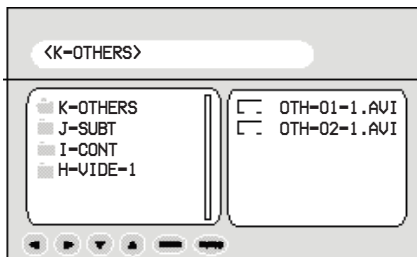 <K-OTHERS>
K-OTHERS
J-SUBT
I-CONT
H-VIDE-1
OTH-01-1.AVI
OTH-02-1.AVI